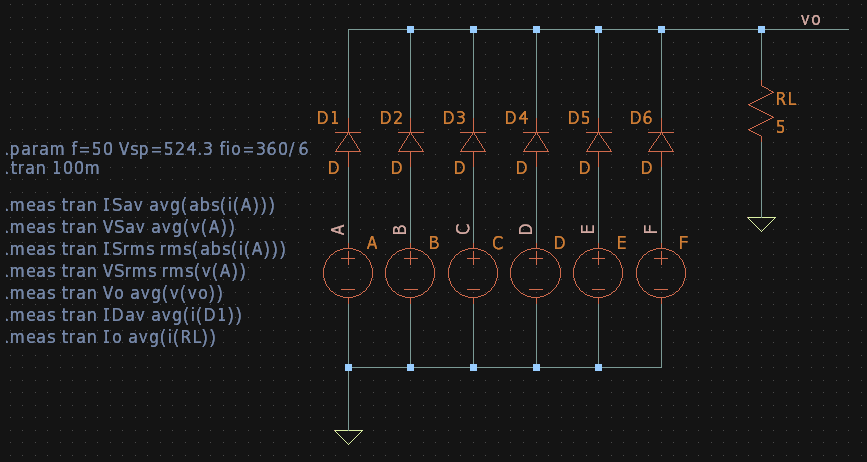 vo
RL
5
D1 D2 D3 D4 D5 D6
D D D D D D
.param f=50 Vsp=524.3 fio=360/6
.tran 100m
.meas tran ISav avg(abs(i(A)))
.meas tran VSav avg(v(A))
.meas tran ISrms rms(abs(i(A)))
.meas tran VSrms rms(v(A))
.meas tran Vo avg(v(vo))
.meas tran IDav avg(i(D1))
.meas tran Io avg(i(RL))
A B C D E F
A B C D E F